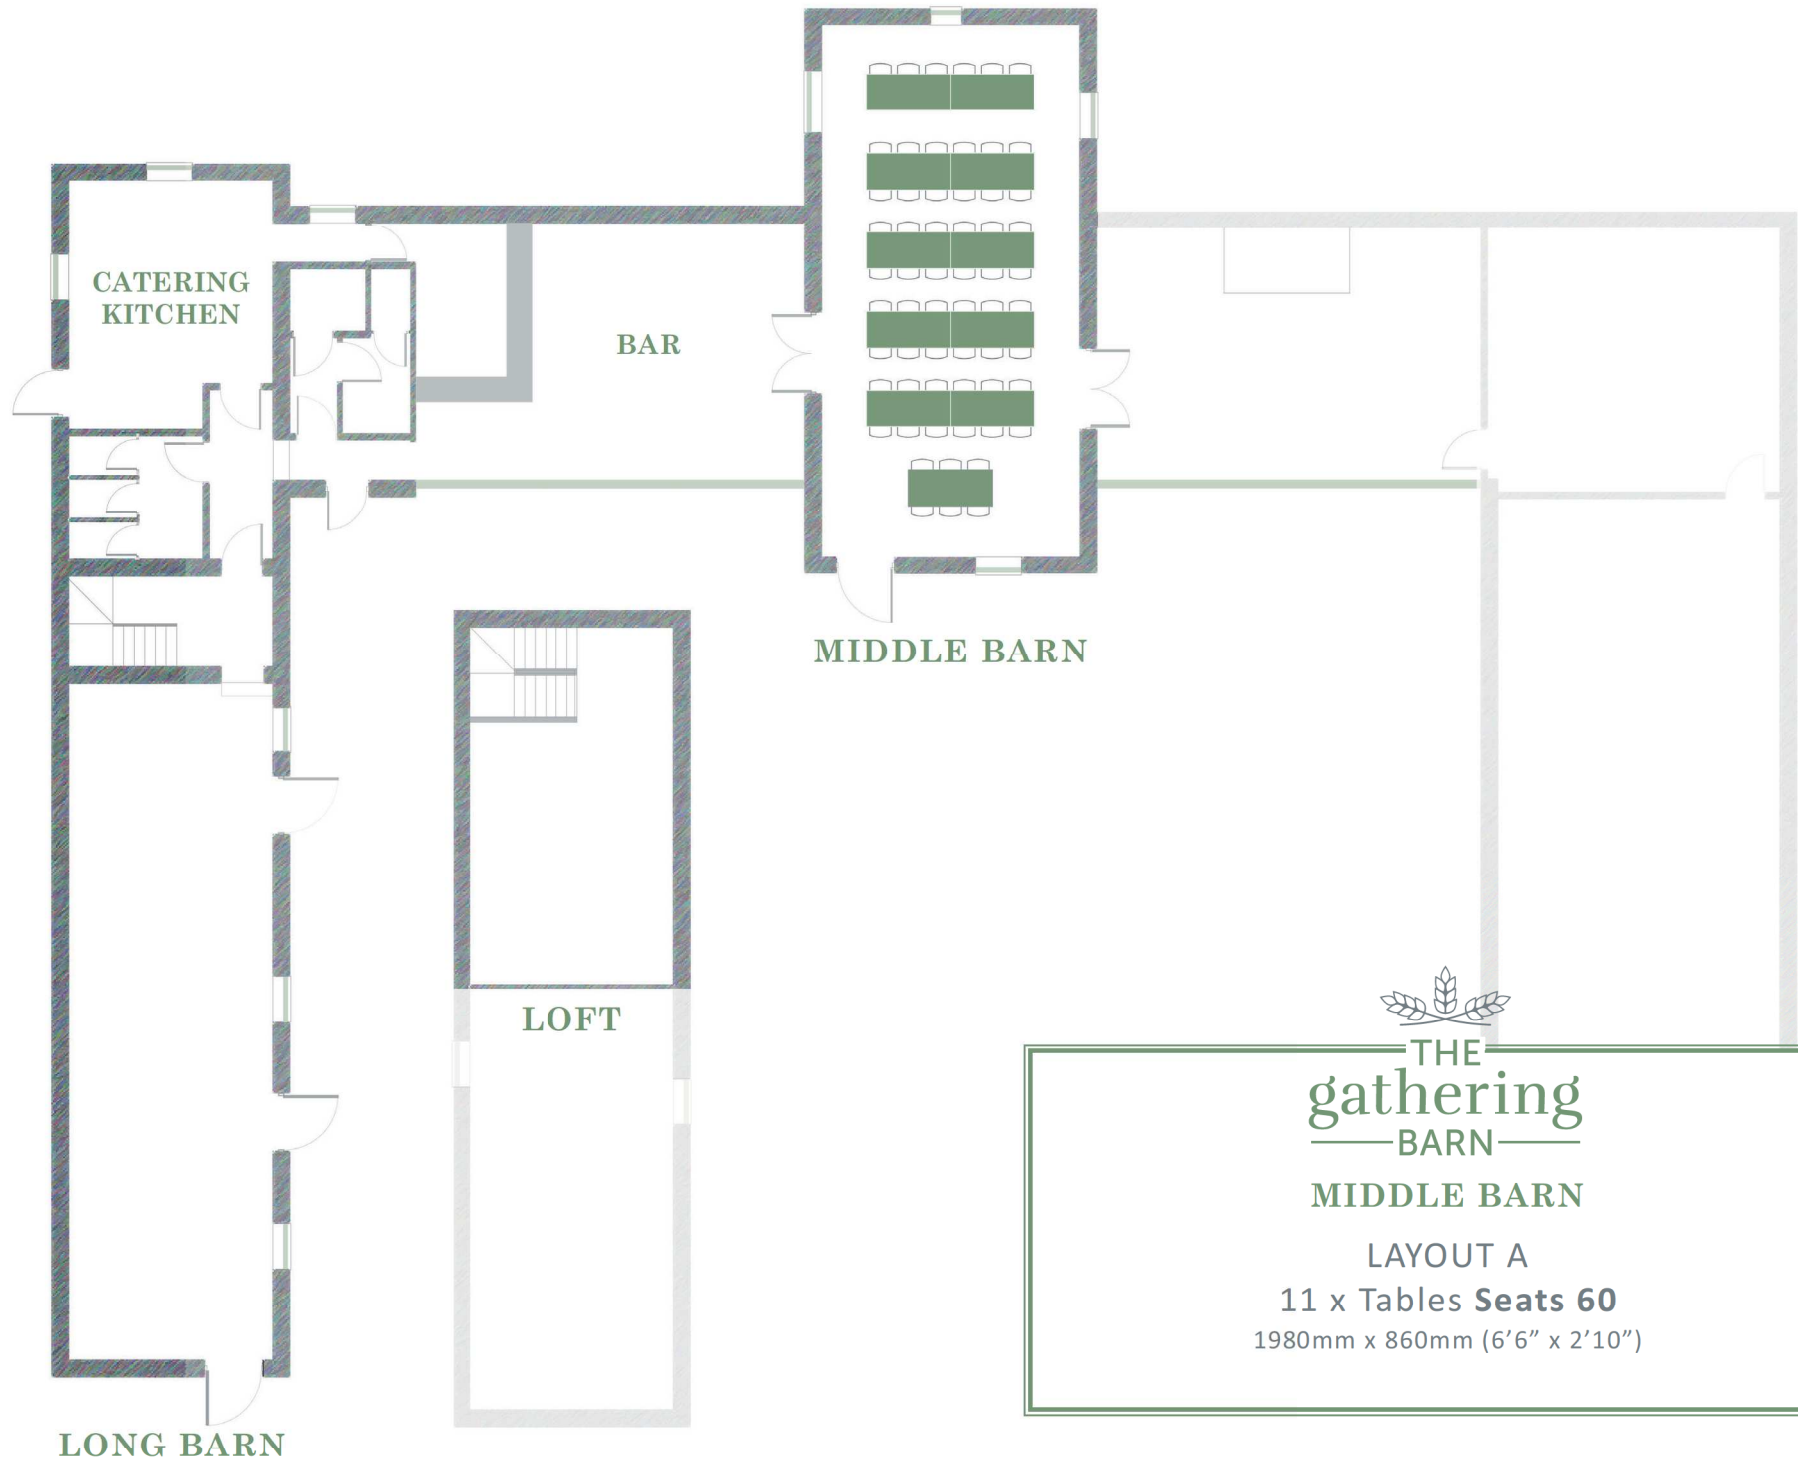 CATERING
KITCHEN
BAR
MIDDLE BARN
LOFT
LONG BARN
THE
gathering
BARN
MIDDLE BARN
LAYOUT A
11 x Tables Seats 60
1980mm x 860mm (6’6” x 2’10”)